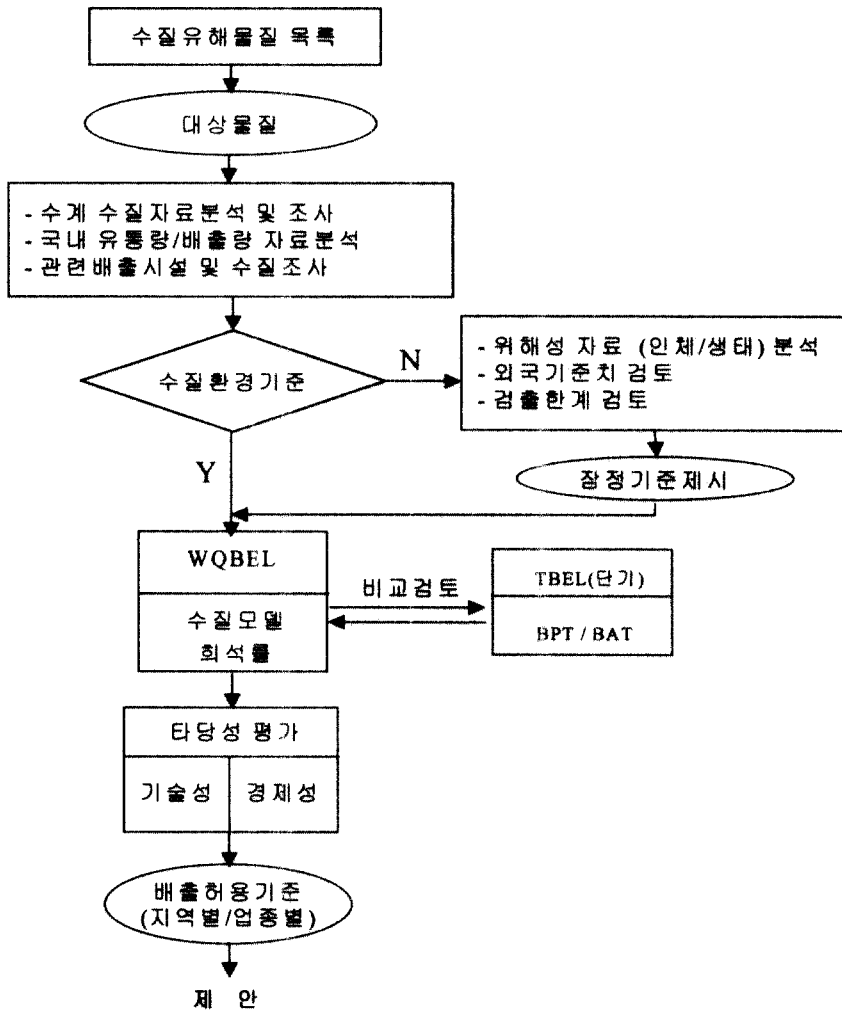 수질유해물질 목록
대상물질
- 수계 수질자료분석 및 조사
- 국내 유통량/배출량 자료분석
- 관련배출시설 및 수질조사
수질환경기준
N
- 위해성 자료 (인체/생태) 분석
- 외국기준치 검토
- 검출한계 검토
잠정기준제시
Y
WQBEL
수질모델
희석률
비교검토
TBEL(단기)
BPT / BAT
타당성 평가
기술성
경제성
배출허용기준
(지역별/업종별)
제 안